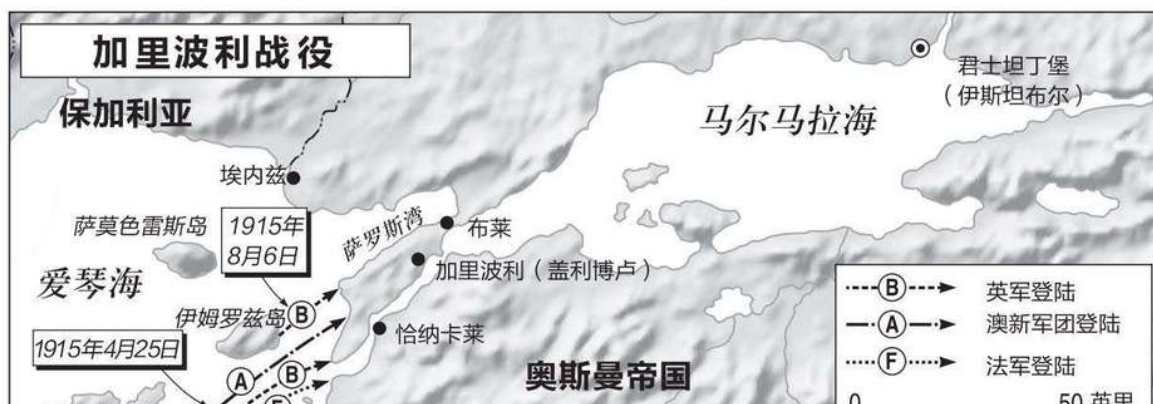 加里波利战役
保加利亚
君士坦丁堡
（伊斯坦布尔）
马尔马拉海
埃内兹
萨莫色雷斯岛
1915年
8月6日
萨罗斯湾
布莱
加里波利（盖利博卢）
爱琴海
伊姆罗兹岛
B
恰纳卡莱
1915年4月25日
A
B
F
奥斯曼帝国
B 英军登陆
A 澳新军团登陆
F 法军登陆
0 50 英里